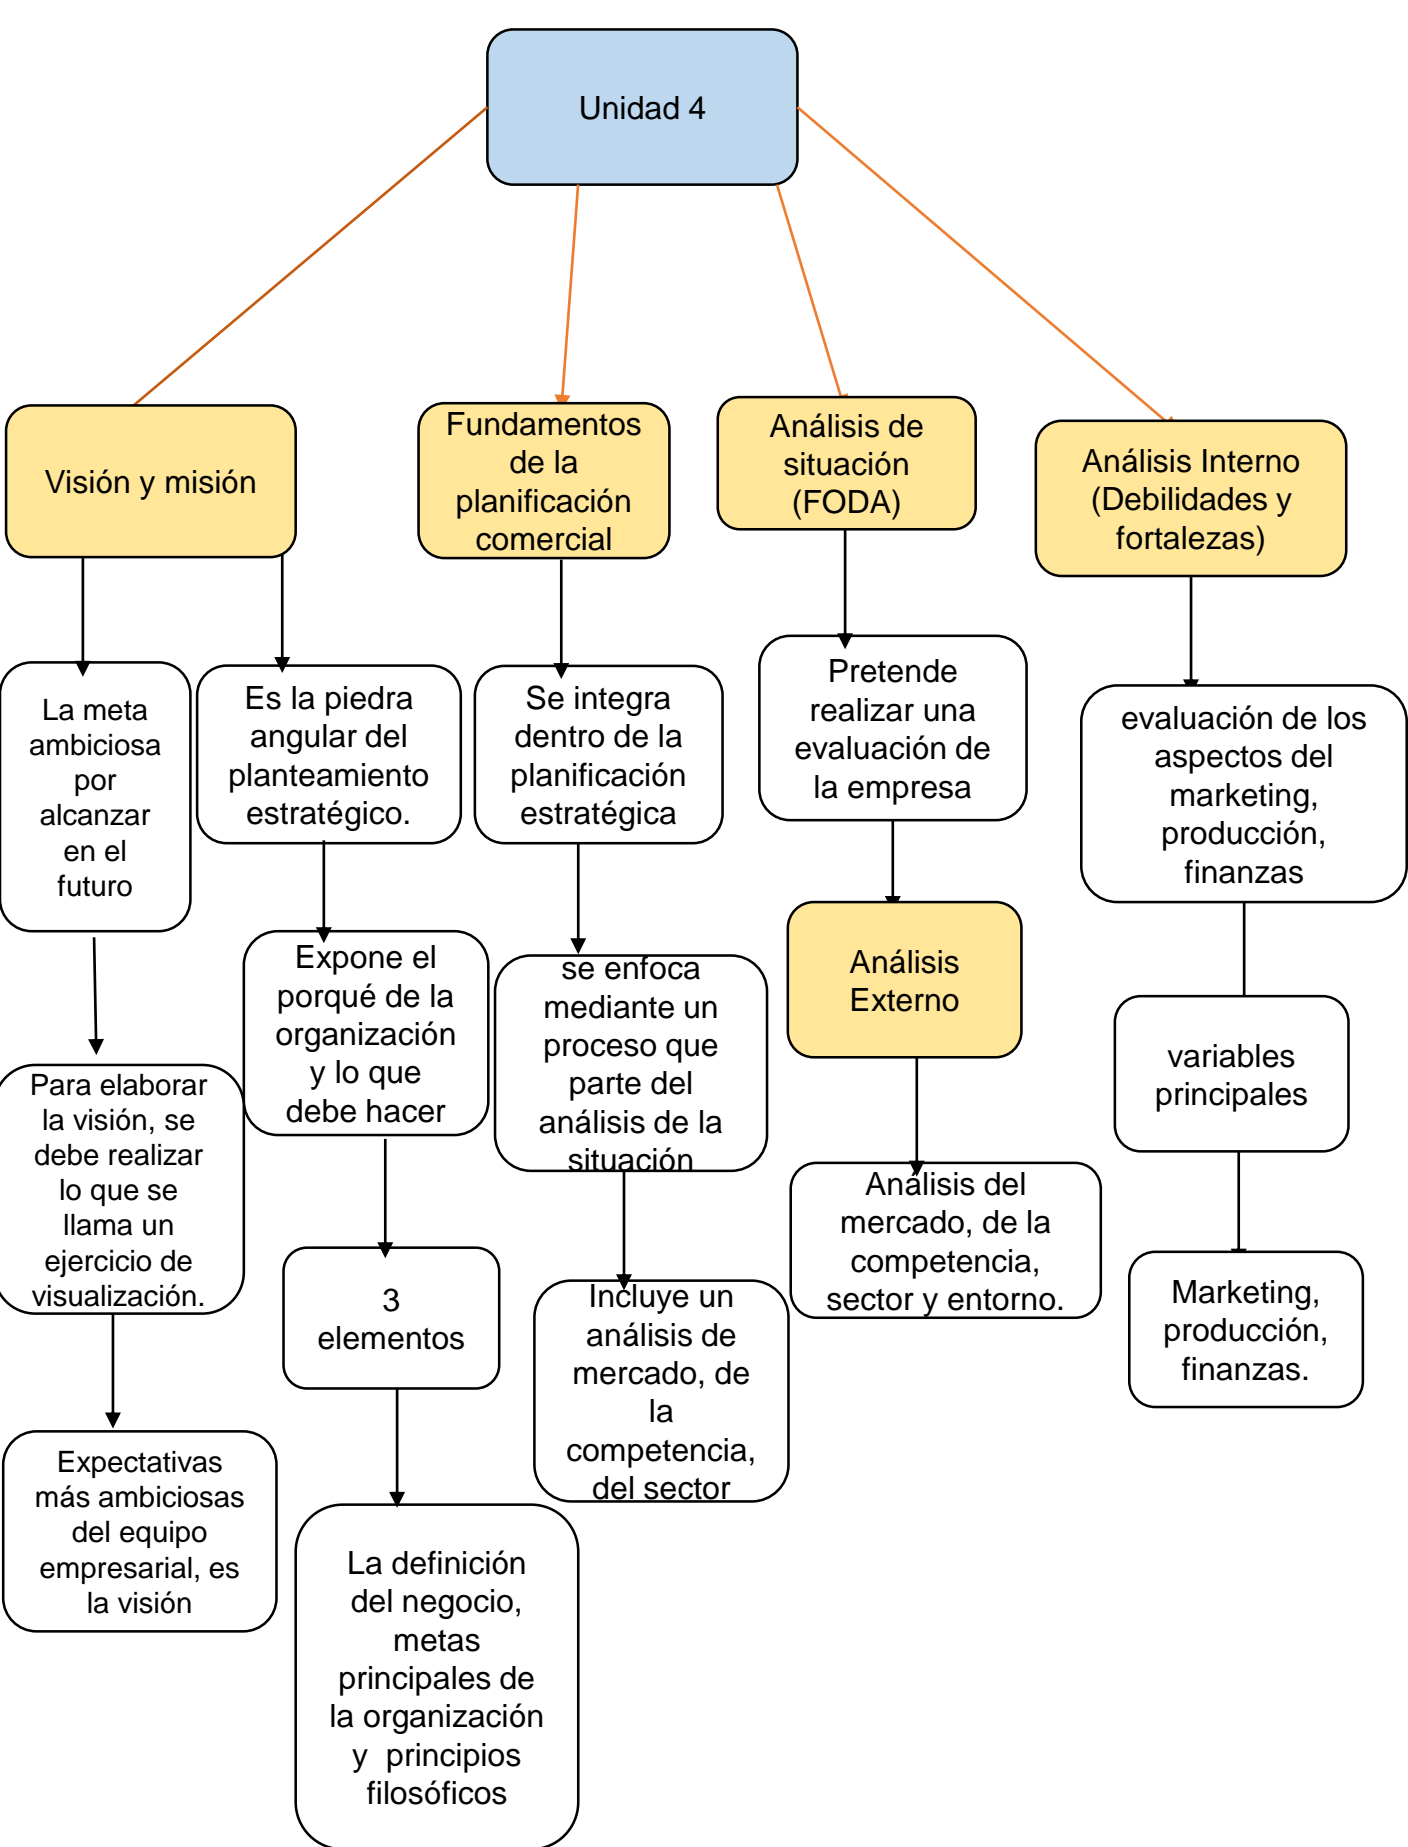 Unidad 4
Visión y misión
Fundamentos
de la
planificación
comercial
Análisis de
situación
(FODA)
Análisis Interno
(Debilidades y
fortalezas)
La meta
ambiciosa
por
alcanzar
en el
futuro
Es la piedra
angular del
planteamiento
estratégico.
Se integra
dentro de la
planificación
estratégica
Pretende
realizar una
evaluación de
la empresa
evaluación de los
aspectos del
marketing,
producción,
finanzas
Para elaborar
la visión, se
debe realizar
lo que se
llama un
ejercicio de
visualización.
Expone el
porqué de la
organización
y lo que
debe hacer
se enfoca
mediante un
proceso que
parte del
análisis de la
situación
Análisis
Externo
variables
principales
Expectativas
más ambiciosas
del equipo
empresarial, es
la visión
3
elementos
Incluye un
análisis de
mercado, de
la
competencia,
del sector
Análisis del
mercado, de la
competencia,
sector y entorno.
Marketing,
producción,
finanzas.
La definición
del negocio,
metas
principales de
la organización
y  principios
filosóficos